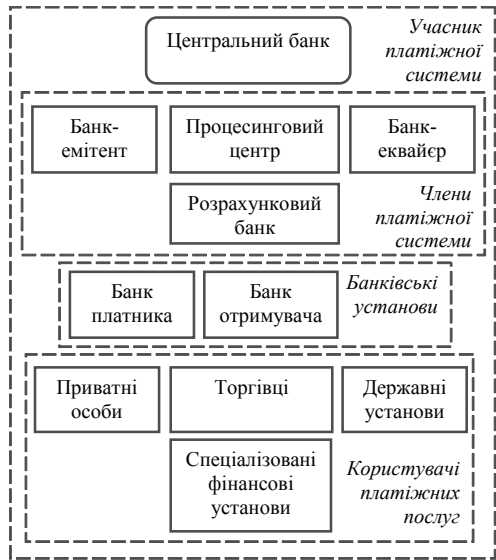 Центральний банк
Учасник
платіжної
системи
Банк-
емітент
Процесинговий
центр
Банк-
еквайєр
Розрахунковий
банк
Члени
платіжної
системи
Банк
платника
Банк
отримувача
Банківські
установи
Приватні
особи
Торгівці
Державні
установи
Спеціалізовані
фінансові
установи
Користувачі
платіжних
послуг